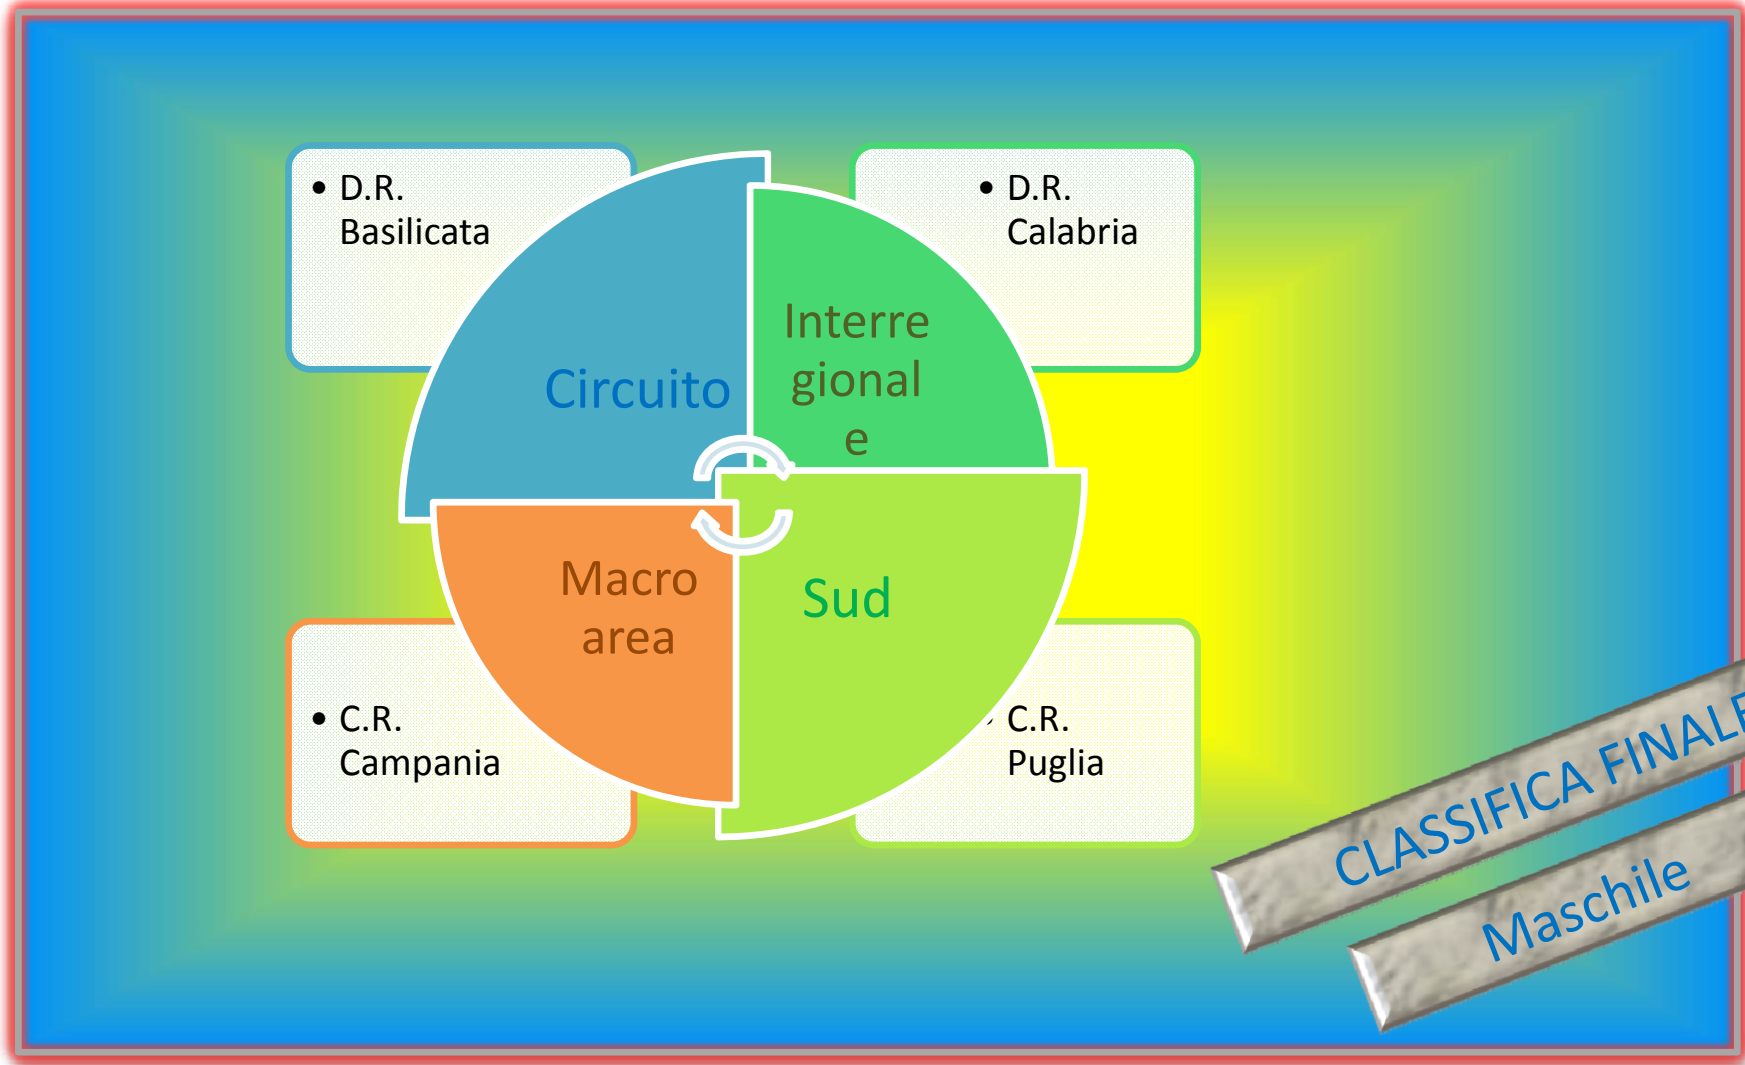 • D.R.
Basilicata
• D.R.
Calabria
Circuito
Interre
gional
e
Macro
area
Sud
• C.R.
Campania
• C.R.
Puglia
CLASSIFICA FINALE
Maschile